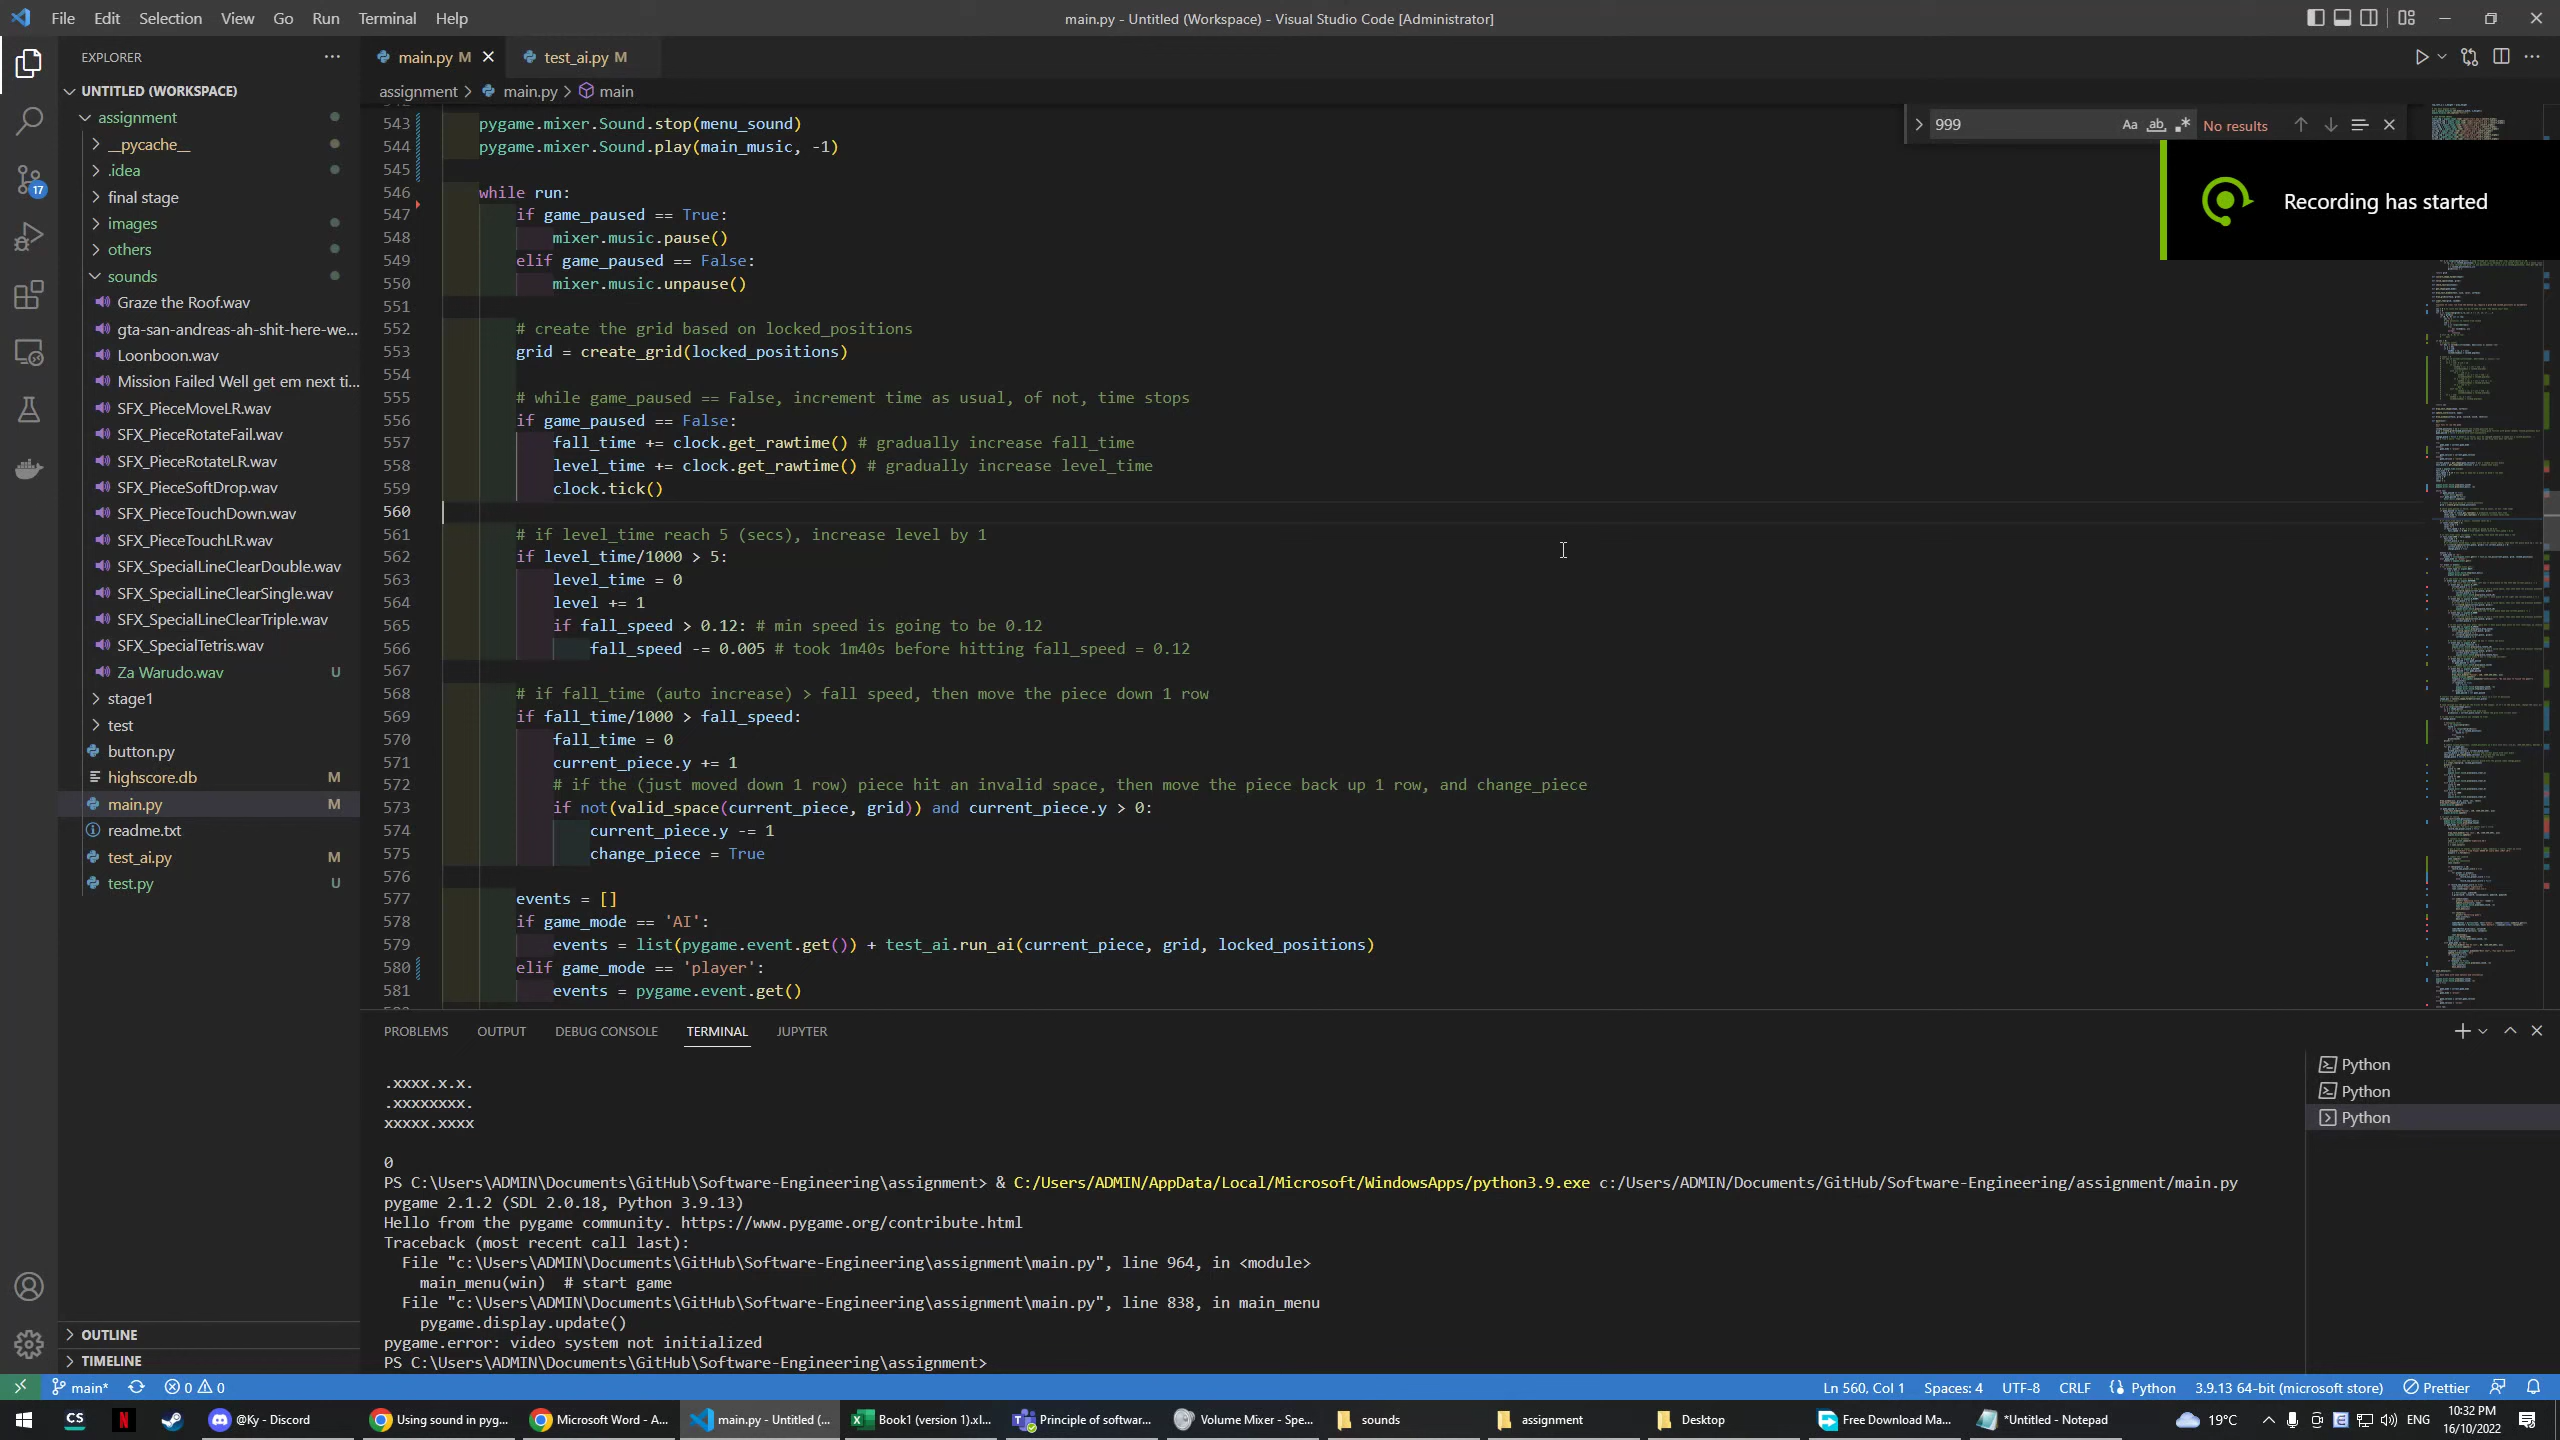 File Edit Selection View Go Run Terminal Help
main.py - Untitled (Workspace) - Visual Studio Code [Administrator]
EXPLORER
UNTITLED (WORKSPACE)
assignment
__pycache__
.idea
final stage
images
others
sounds
Graze the Roof.wav
gta-san-andreas-ah-shit-here-we...
Loonboon.wav
Mission Failed Well get em next ti...
SFX_PieceMoveLR.wav
SFX_PieceRotateFail.wav
SFX_PieceRotateLR.wav
SFX_PieceSoftDrop.wav
SFX_PieceTouchDown.wav
SFX_PieceTouchLR.wav
SFX_SpecialLineClearDouble.wav
SFX_SpecialLineClearSingle.wav
SFX_SpecialLineClearTriple.wav
SFX_SpecialTetris.wav
Za Warudo.wav U
stage1
test
button.py
highscore.db M
main.py M
readme.txt
test_ai.py M
test.py U
OUTLINE
TIMELINE
17
main.py M
test_ai.py M
assignment > main.py > main
999
Aa ab No results
Recording has started
543 pygame.mixer.Sound.stop(menu_sound)
544 pygame.mixer.Sound.play(main_music, -1)
545
546 while run:
547 if game_paused == True:
548 mixer.music.pause()
549 elif game_paused == False:
550 mixer.music.unpause()
551
552 # create the grid based on locked_positions
553 grid = create_grid(locked_positions)
554
555 # while game_paused == False, increment time as usual, of not, time stops
556 if game_paused == False:
557 fall_time += clock.get_rawtime() # gradually increase fall_time
558 level_time += clock.get_rawtime() # gradually increase level_time
559 clock.tick()
560
561 # if level_time reach 5 (secs), increase level by 1
562 if level_time/1000 > 5:
563 level_time = 0
564 level += 1
565 if fall_speed > 0.12: # min speed is going to be 0.12
566 fall_speed -= 0.005 # took 1m40s before hitting fall_speed = 0.12
567
568 # if fall_time (auto increase) > fall speed, then move the piece down 1 row
569 if fall_time/1000 > fall_speed:
570 fall_time = 0
571 current_piece.y += 1
572 # if the (just moved down 1 row) piece hit an invalid space, then move the piece back up 1 row, and change_piece
573 if not(valid_space(current_piece, grid)) and current_piece.y > 0:
574 current_piece.y -= 1
575 change_piece = True
576
577 events = []
578 if game_mode == 'AI':
579 events = list(pygame.event.get()) + test_ai.run_ai(current_piece, grid, locked_positions)
580 elif game_mode == 'player':
581 events = pygame.event.get()
PROBLEMS OUTPUT DEBUG CONSOLE TERMINAL JUPYTER
.xxxx.x.x.
.xxxxxxxx.
xxxxx.xxxx
0
PS C:\Users\ADMIN\Documents\GitHub\Software-Engineering\assignment> & C:/Users/ADMIN/AppData/Local/Microsoft/WindowsApps/python3.9.exe c:/Users/ADMIN/Documents/GitHub/Software-Engineering/assignment/main.py
pygame 2.1.2 (SDL 2.0.18, Python 3.9.13)
Hello from the pygame community. https://www.pygame.org/contribute.html
Traceback (most recent call last):
File "c:\Users\ADMIN\Documents\GitHub\Software-Engineering\assignment\main.py", line 964, in <module>
main_menu(win) # start game
File "c:\Users\ADMIN\Documents\GitHub\Software-Engineering\assignment\main.py", line 838, in main_menu
pygame.display.update()
pygame.error: video system not initialized
PS C:\Users\ADMIN\Documents\GitHub\Software-Engineering\assignment>
Python
Python
Python
main* 0 0
Ln 560, Col 1 Spaces: 4 UTF-8 CRLF Python 3.9.13 64-bit (microsoft store) Prettier
CS N @Ky - Discord Using sound in pyg... Microsoft Word - A... main.py - Untitled (... Book1 (version 1).xl... Principle of softwar... Volume Mixer - Spe... sounds assignment Desktop Free Download Ma... *Untitled - Notepad 19°C ENG
10:32 PM
16/10/2022